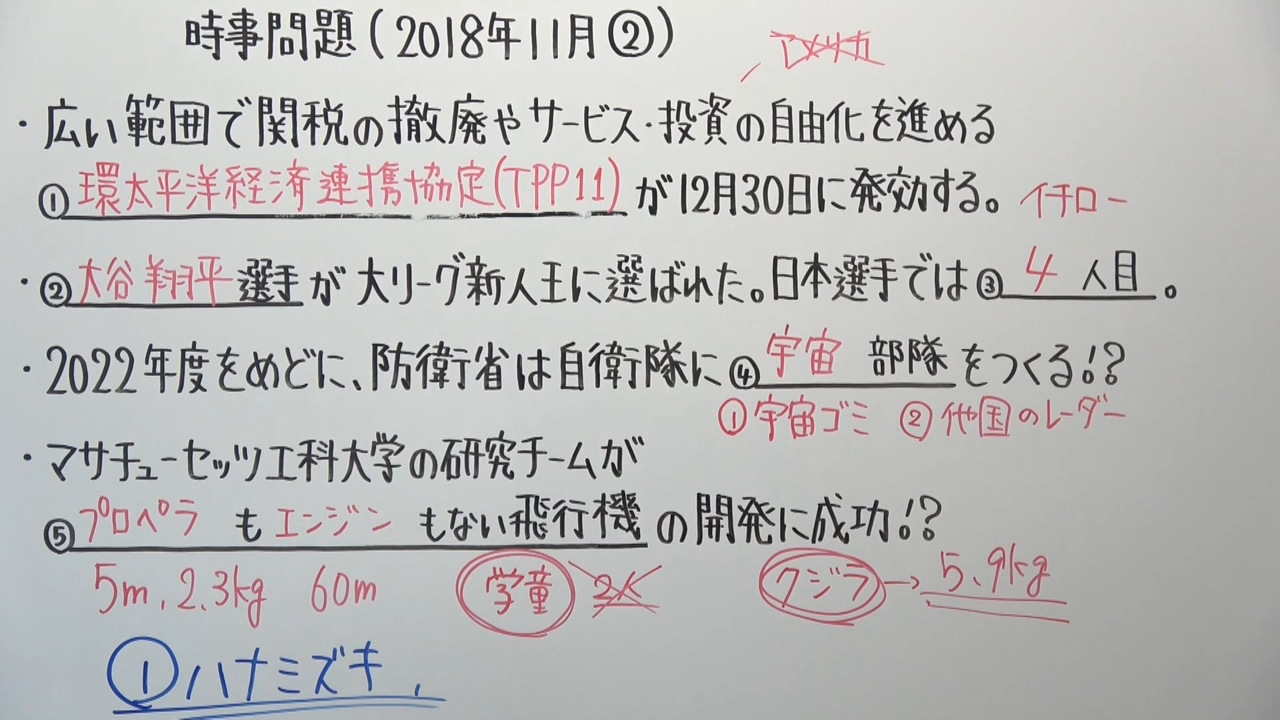 時事問題(2018年11月②)
アメリカ
・広い範囲で関税の撤廃やサービス・投資の自由化を進める
①環太平洋経済連携協定(TPP11)が12月30日に発効する。 イチロー
・②大谷翔平選手が大リーグ新人王に選ばれた。日本選手では③4人目。
・2022年度をめどに、防衛省は自衛隊に④宇宙部隊をつくる!?
①宇宙ゴミ ②他国のレーダー
・マサチューセッツ工科大学の研究チームが
⑤プロペラもエンジンもない飛行機の開発に成功!?
5m, 2.3kg 60m 学童 2人 クジラ→5.9kg
①ハナミズキ,